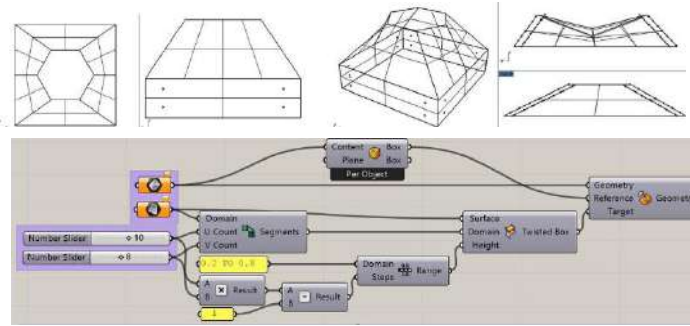 Content
Box
Plane
Box
Per Object
Geometry
Reference
Geometr
Target
Domain
U Count
Segments
V Count
Surface
Domain
Twisted Box
Height
Number Slider
10
Number Slider
8
0.2 TO 0.8
Domain
Range
Steps
A
Result
B
A
Result
B
1